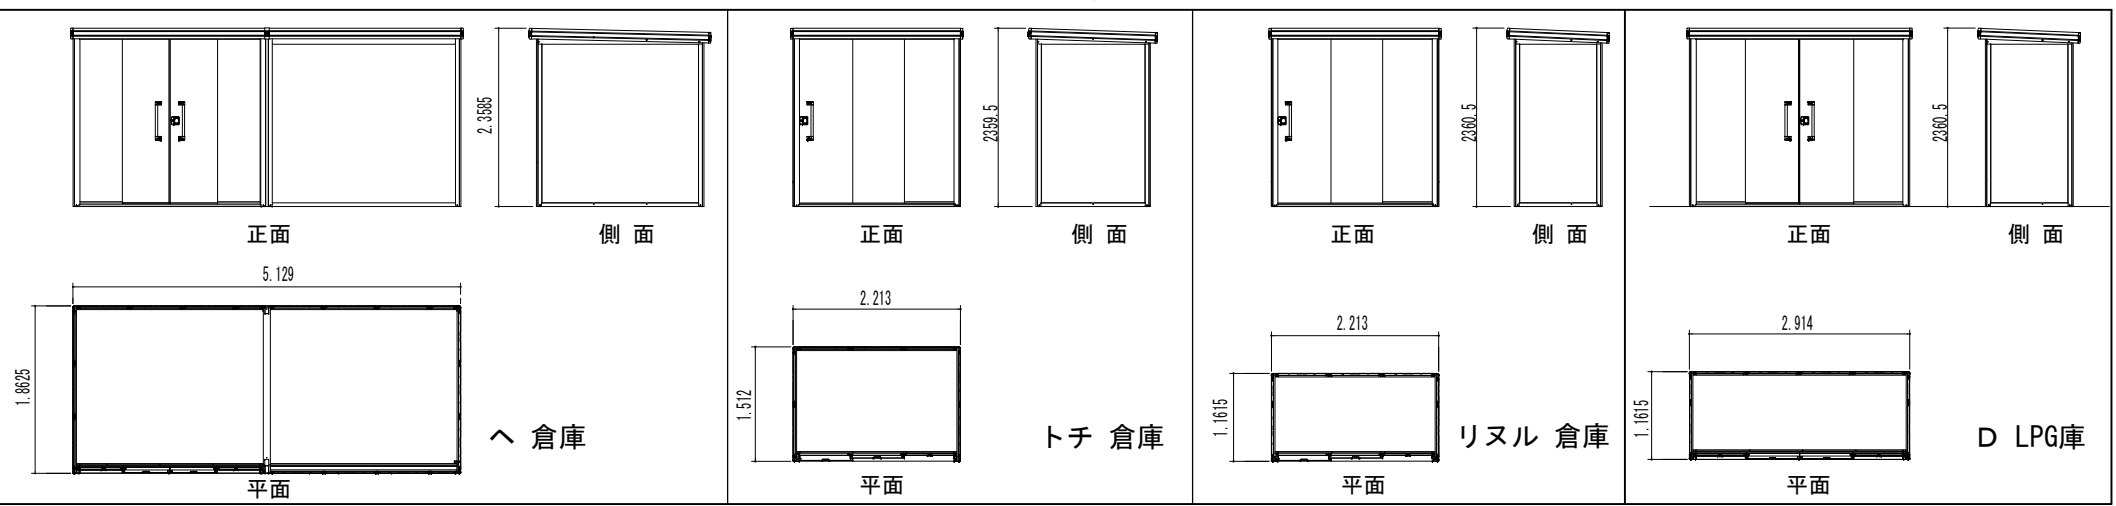 2.3585
正面
側 面
5.129
1.8625
ヘ 倉庫
平面
2359.5
正面
側 面
2.213
1.512
トチ 倉庫
平面
2360.5
正面
側 面
2.213
1.1615
リヌル 倉庫
平面
2360.5
正面
側 面
2.914
1.1615
D LPG庫
平面